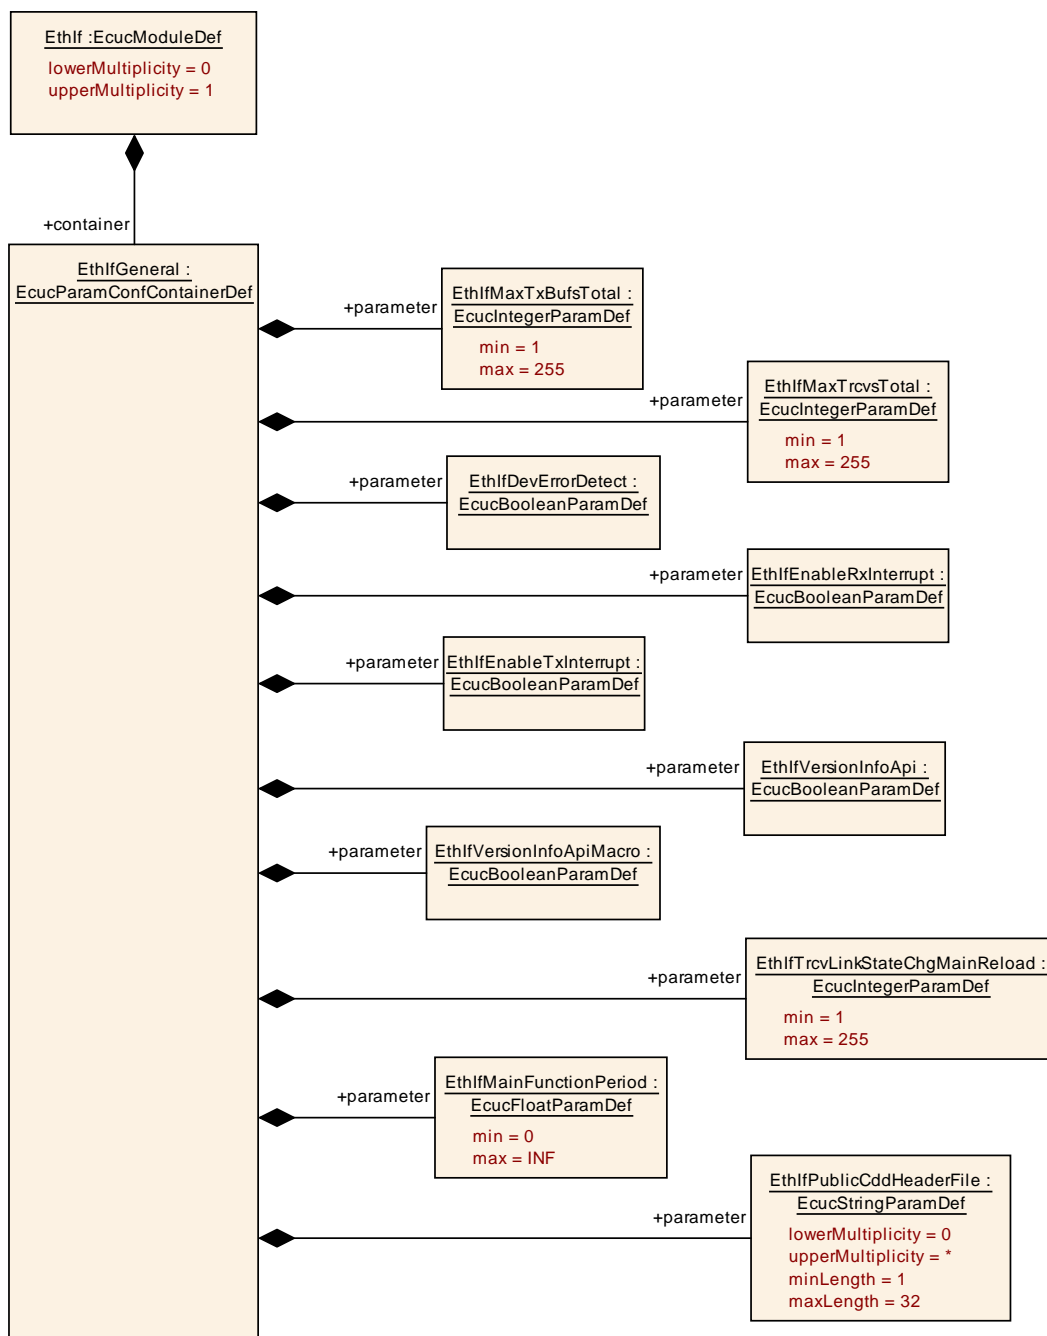 EthIf :EcucModuleDef
lowerMultiplicity = 0
upperMultiplicity = 1
+container
EthIfGeneral :
EcucParamConfContainerDef
+parameter
EthIfMaxTxBufsTotal :
EcucIntegerParamDef
min = 1
max = 255
+parameter
EthIfMaxTrcvsTotal :
EcucIntegerParamDef
min = 1
max = 255
+parameter
EthIfDevErrorDetect :
EcucBooleanParamDef
+parameter
EthIfEnableRxInterrupt :
EcucBooleanParamDef
+parameter
EthIfEnableTxInterrupt :
EcucBooleanParamDef
+parameter
EthIfVersionInfoApi :
EcucBooleanParamDef
+parameter
EthIfVersionInfoApiMacro :
EcucBooleanParamDef
+parameter
EthIfTrcvLinkStateChgMainReload :
EcucIntegerParamDef
min = 1
max = 255
+parameter
EthIfMainFunctionPeriod :
EcucFloatParamDef
min = 0
max = INF
+parameter
EthIfPublicCddHeaderFile :
EcucStringParamDef
lowerMultiplicity = 0
upperMultiplicity = *
minLength = 1
maxLength = 32